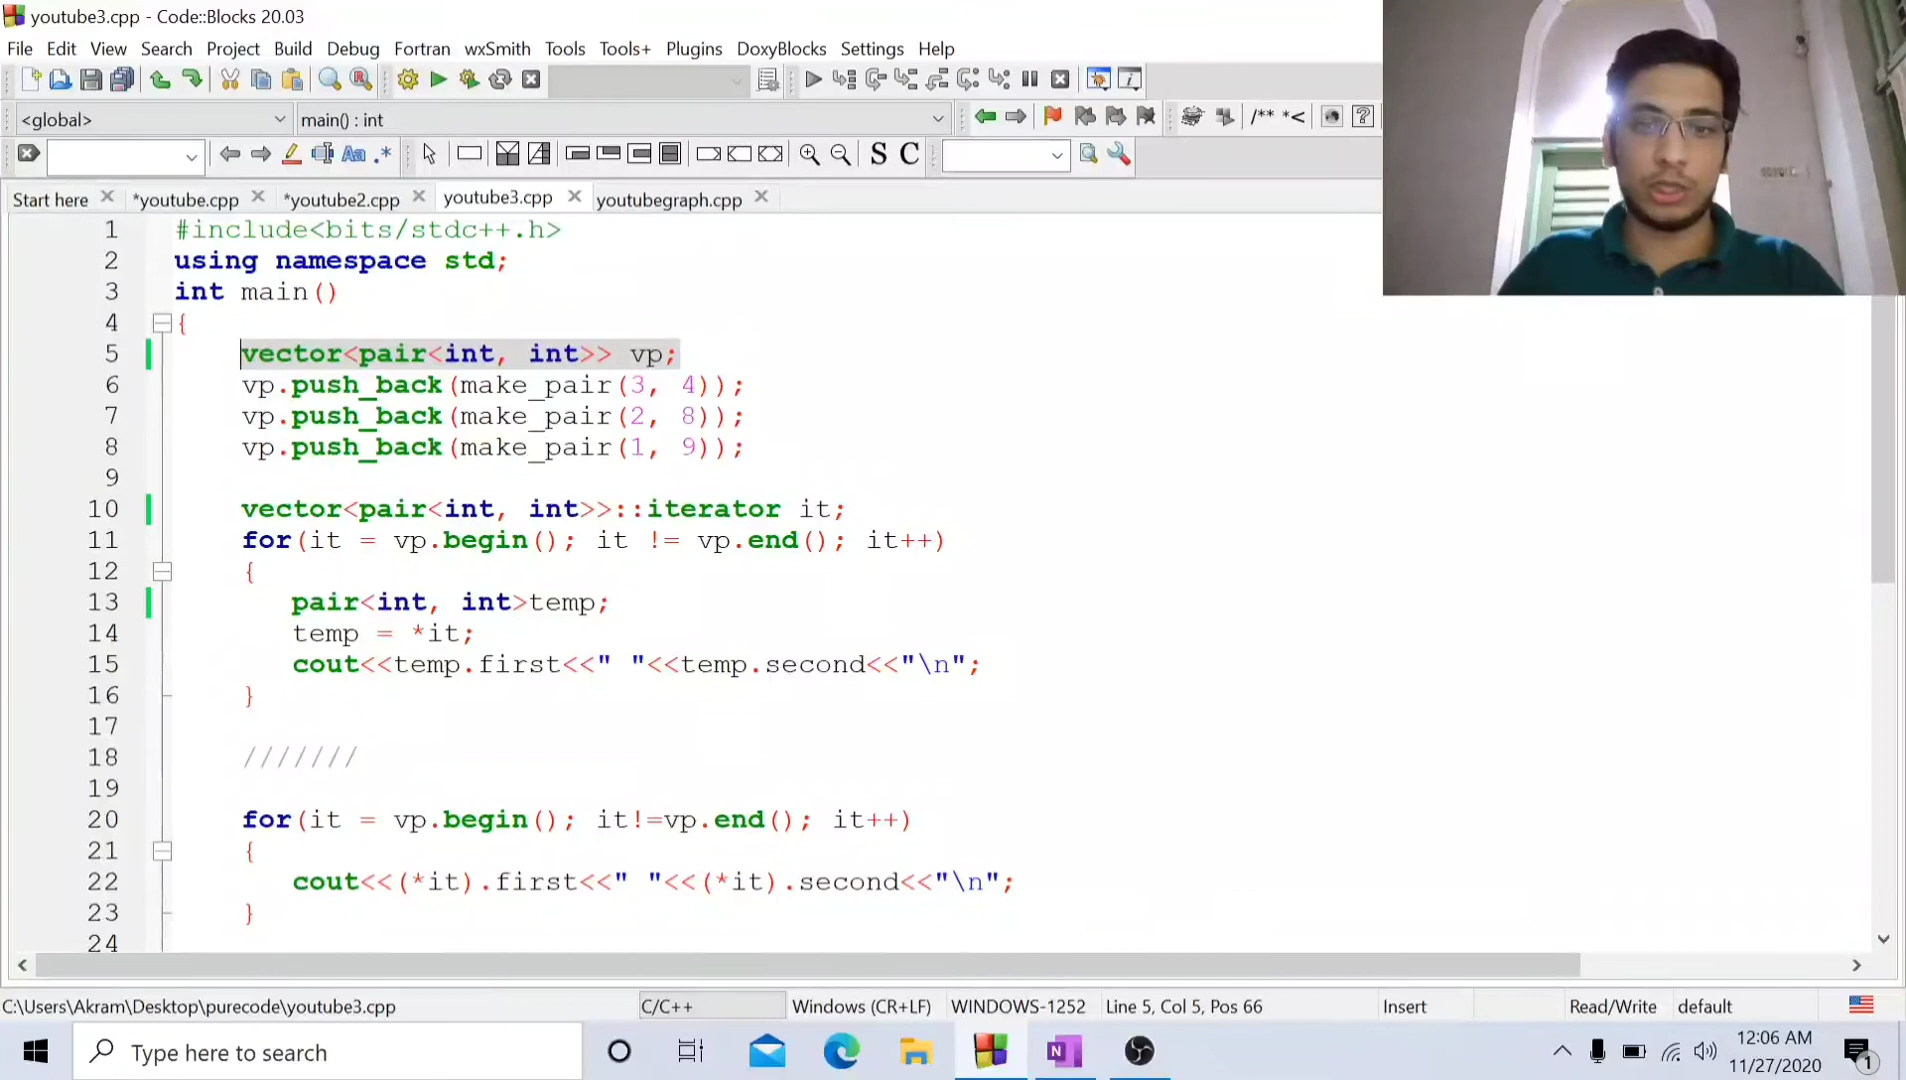 youtube3.cpp - Code::Blocks 20.03
File Edit View Search Project Build Debug Fortran wxSmith Tools Tools+ Plugins DoxyBlocks Settings Help
<global> main() : int /** *<
Aa .* S C
Start here *youtube.cpp *youtube2.cpp youtube3.cpp youtubegraph.cpp
1 #include<bits/stdc++.h>
2 using namespace std;
3 int main()
4 {
5 vector<pair<int, int>> vp;
6 vp.push_back(make_pair(3, 4));
7 vp.push_back(make_pair(2, 8));
8 vp.push_back(make_pair(1, 9));
9
10 vector<pair<int, int>>::iterator it;
11 for(it = vp.begin(); it != vp.end(); it++)
12 {
13 pair<int, int>temp;
14 temp = *it;
15 cout<<temp.first<<" "<<temp.second<<"\n";
16 }
17
18 ///////
19
20 for(it = vp.begin(); it!=vp.end(); it++)
21 {
22 cout<<(*it).first<<" "<<(*it).second<<"\n";
23 }
24
C:\Users\Akram\Desktop\purecode\youtube3.cpp C/C++ Windows (CR+LF) WINDOWS-1252 Line 5, Col 5, Pos 66 Insert Read/Write default
Type here to search
12:06 AM
11/27/2020
1